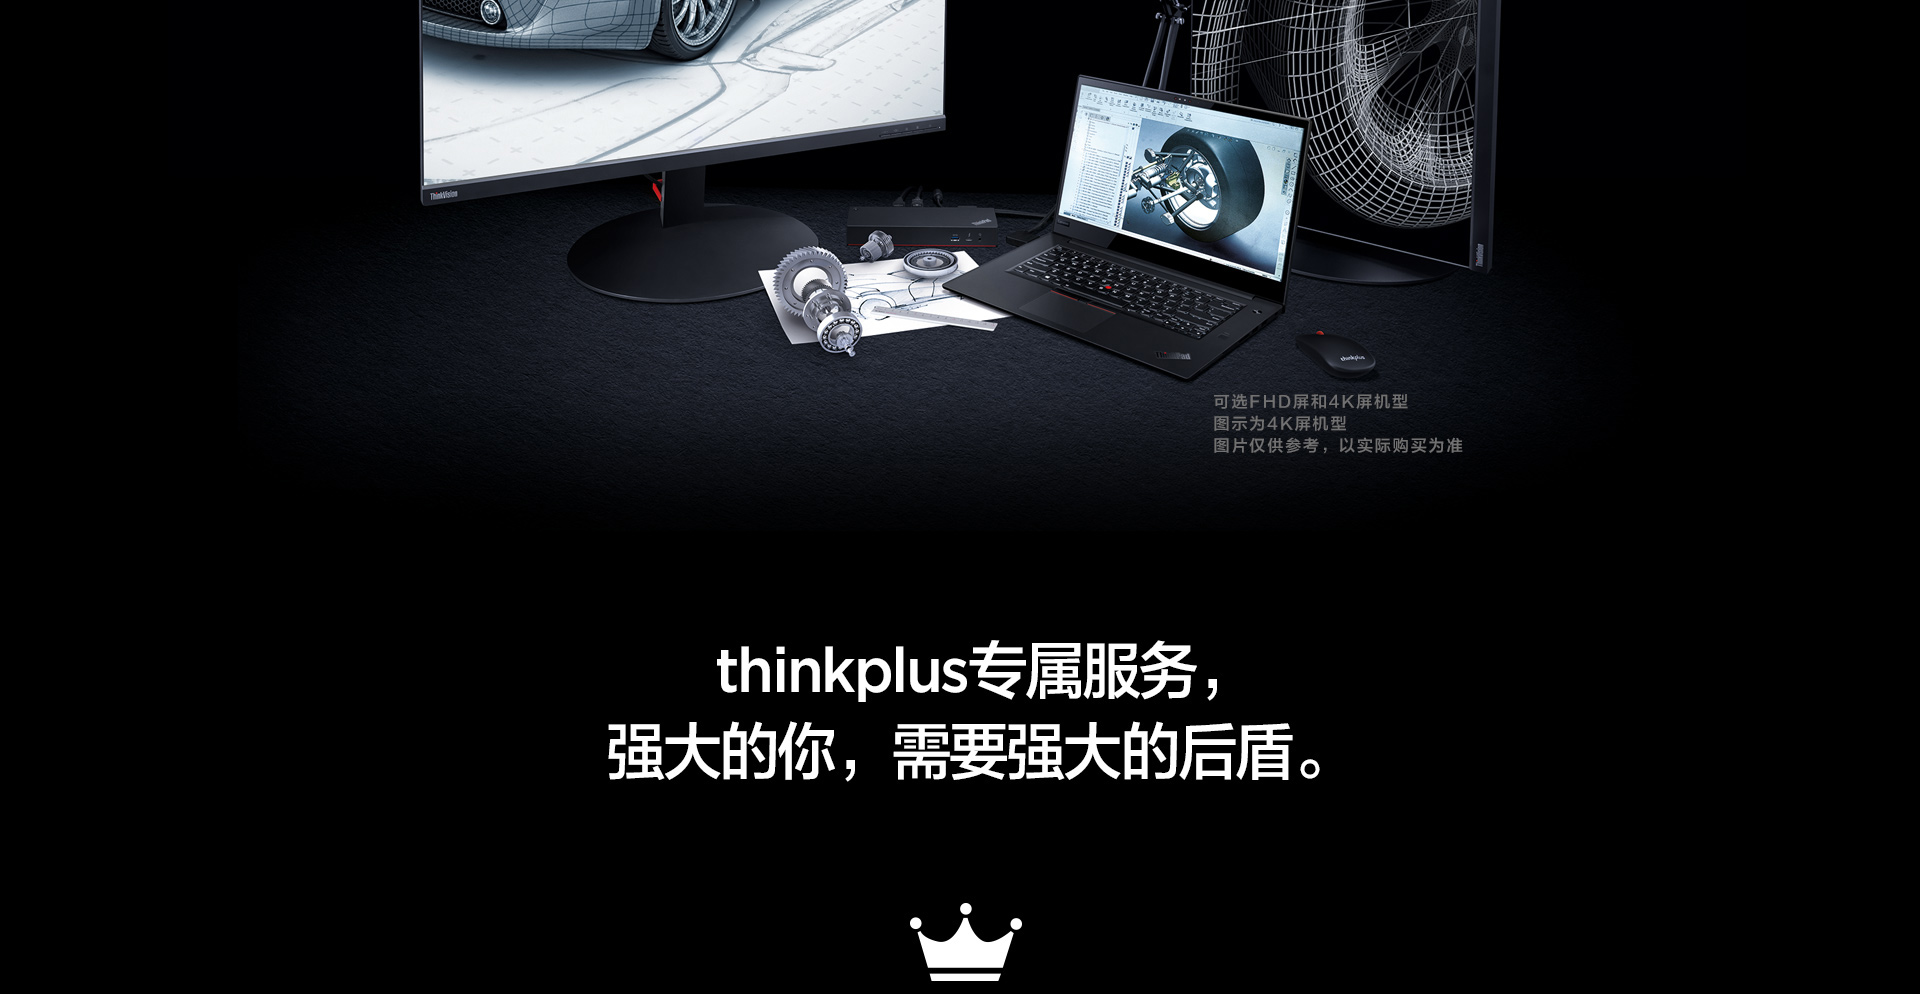 ThinkVision
thinkplus
可选FHD屏和4K屏机型
图示为4K屏机型
图片仅供参考，以实际购买为准
thinkplus专属服务，
强大的你，需要强大的后盾。